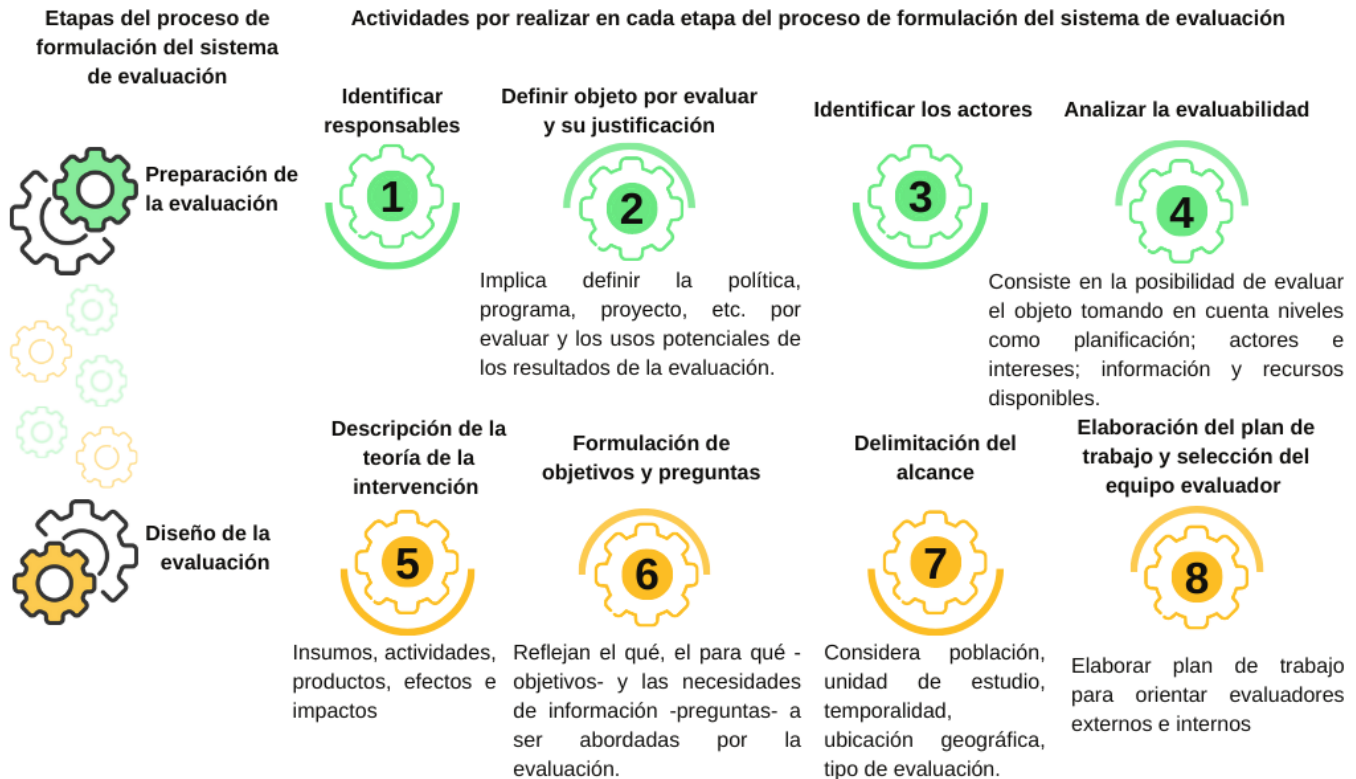 Etapas del proceso de
formulación del sistema
de evaluación
Actividades por realizar en cada etapa del proceso de formulación del sistema de evaluación
Preparación de
la evaluación
Identificar
responsables
1
Definir objeto por evaluar
y su justificación
2
Implica definir la política,
programa, proyecto, etc. por
evaluar y los usos potenciales de
los resultados de la evaluación.
Identificar los actores
3
Analizar la evaluabilidad
4
Consiste en la posibilidad de evaluar
el objeto tomando en cuenta niveles
como planificación; actores e
intereses; información y recursos
disponibles.
Diseño de la
evaluación
Descripción de la
teoría de la
intervención
5
Insumos, actividades,
productos, efectos e
impactos
Formulación de
objetivos y preguntas
6
Reflejan el qué, el para qué -
objetivos- y las necesidades
de información -preguntas- a
ser abordadas por la
evaluación.
Delimitación del
alcance
7
Considera población,
unidad de estudio,
temporalidad,
ubicación geográfica,
tipo de evaluación.
Elaboración del plan de
trabajo y selección del
equipo evaluador
8
Elaborar plan de trabajo
para orientar evaluadores
externos e internos